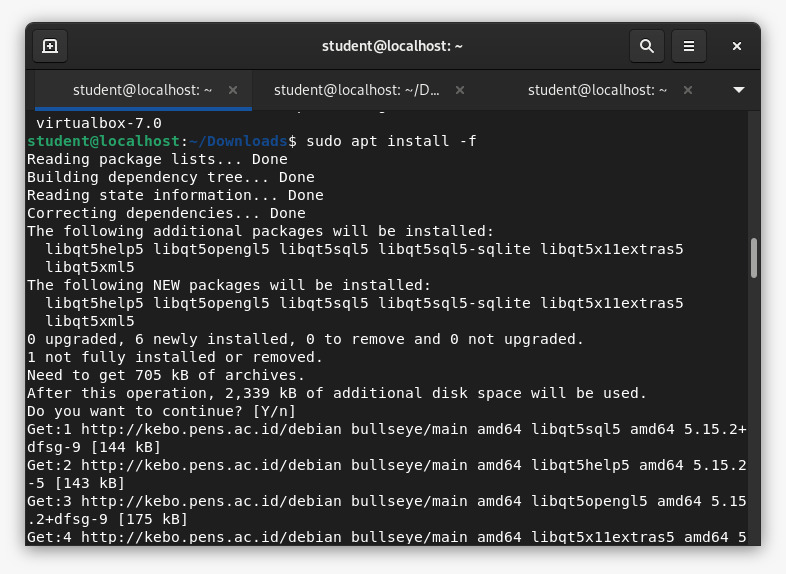 student@localhost: ~
student@localhost: ~
student@localhost: ~/D...
student@localhost: ~
virtualbox-7.0
student@localhost:~/Downloads$ sudo apt install -f
Reading package lists... Done
Building dependency tree... Done
Reading state information... Done
Correcting dependencies... Done
The following additional packages will be installed:
libqt5help5 libqt5opengl5 libqt5sql5 libqt5sql5-sqlite libqt5x11extras5
libqt5xml5
The following NEW packages will be installed:
libqt5help5 libqt5opengl5 libqt5sql5 libqt5sql5-sqlite libqt5x11extras5
libqt5xml5
0 upgraded, 6 newly installed, 0 to remove and 0 not upgraded.
1 not fully installed or removed.
Need to get 705 kB of archives.
After this operation, 2,339 kB of additional disk space will be used.
Do you want to continue? [Y/n]
Get:1 http://kebo.pens.ac.id/debian bullseye/main amd64 libqt5sql5 amd64 5.15.2+
dfsg-9 [144 kB]
Get:2 http://kebo.pens.ac.id/debian bullseye/main amd64 libqt5help5 amd64 5.15.2
-5 [143 kB]
Get:3 http://kebo.pens.ac.id/debian bullseye/main amd64 libqt5opengl5 amd64 5.15
.2+dfsg-9 [175 kB]
Get:4 http://kebo.pens.ac.id/debian bullseye/main amd64 libqt5x11extras5 amd64 5